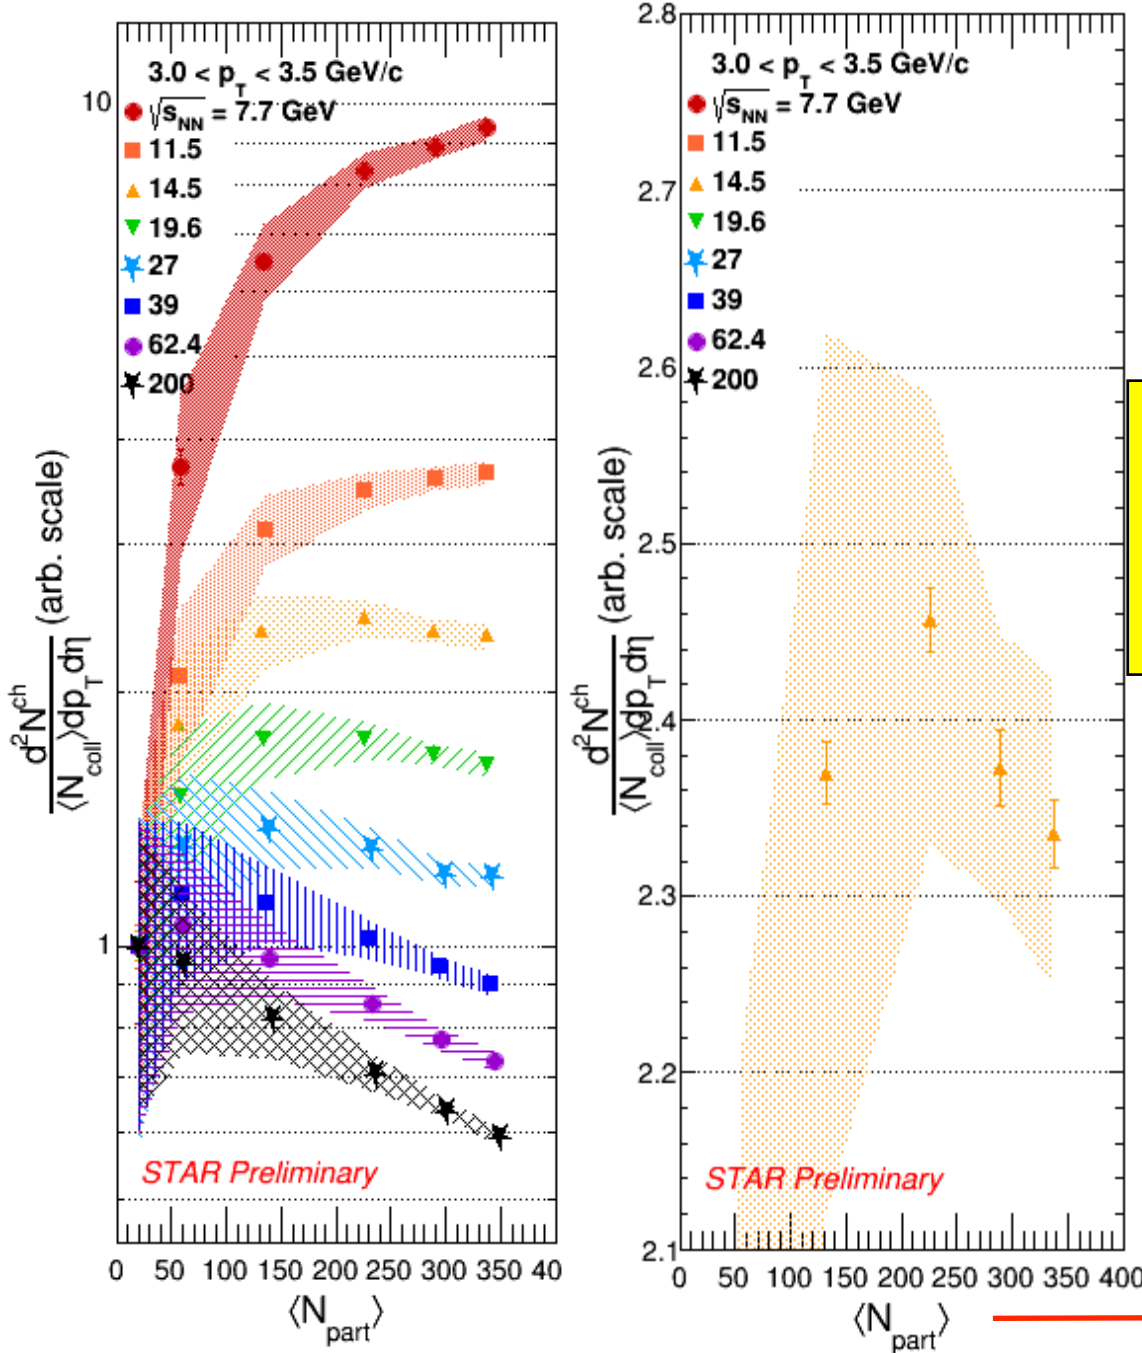 3.0 < p_T < 3.5 GeV/c
√s_NN = 7.7 GeV
11.5
14.5
19.6
27
39
62.4
200
10
1
d²N^ch
⟨N_coll⟩dp_T dη (arb. scale)
STAR Preliminary
0 50 100 150 200 250 300 350 40
⟨N_part⟩
3.0 < p_T < 3.5 GeV/c
√s_NN = 7.7 GeV
11.5
14.5
19.6
27
39
62.4
200
2.8
2.7
2.6
2.5
2.4
2.3
2.2
2.1
d²N^ch
⟨N_coll⟩dp_T dη (arb. scale)
STAR Preliminary
0 50 100 150 200 250 300 350 400
⟨N_part⟩